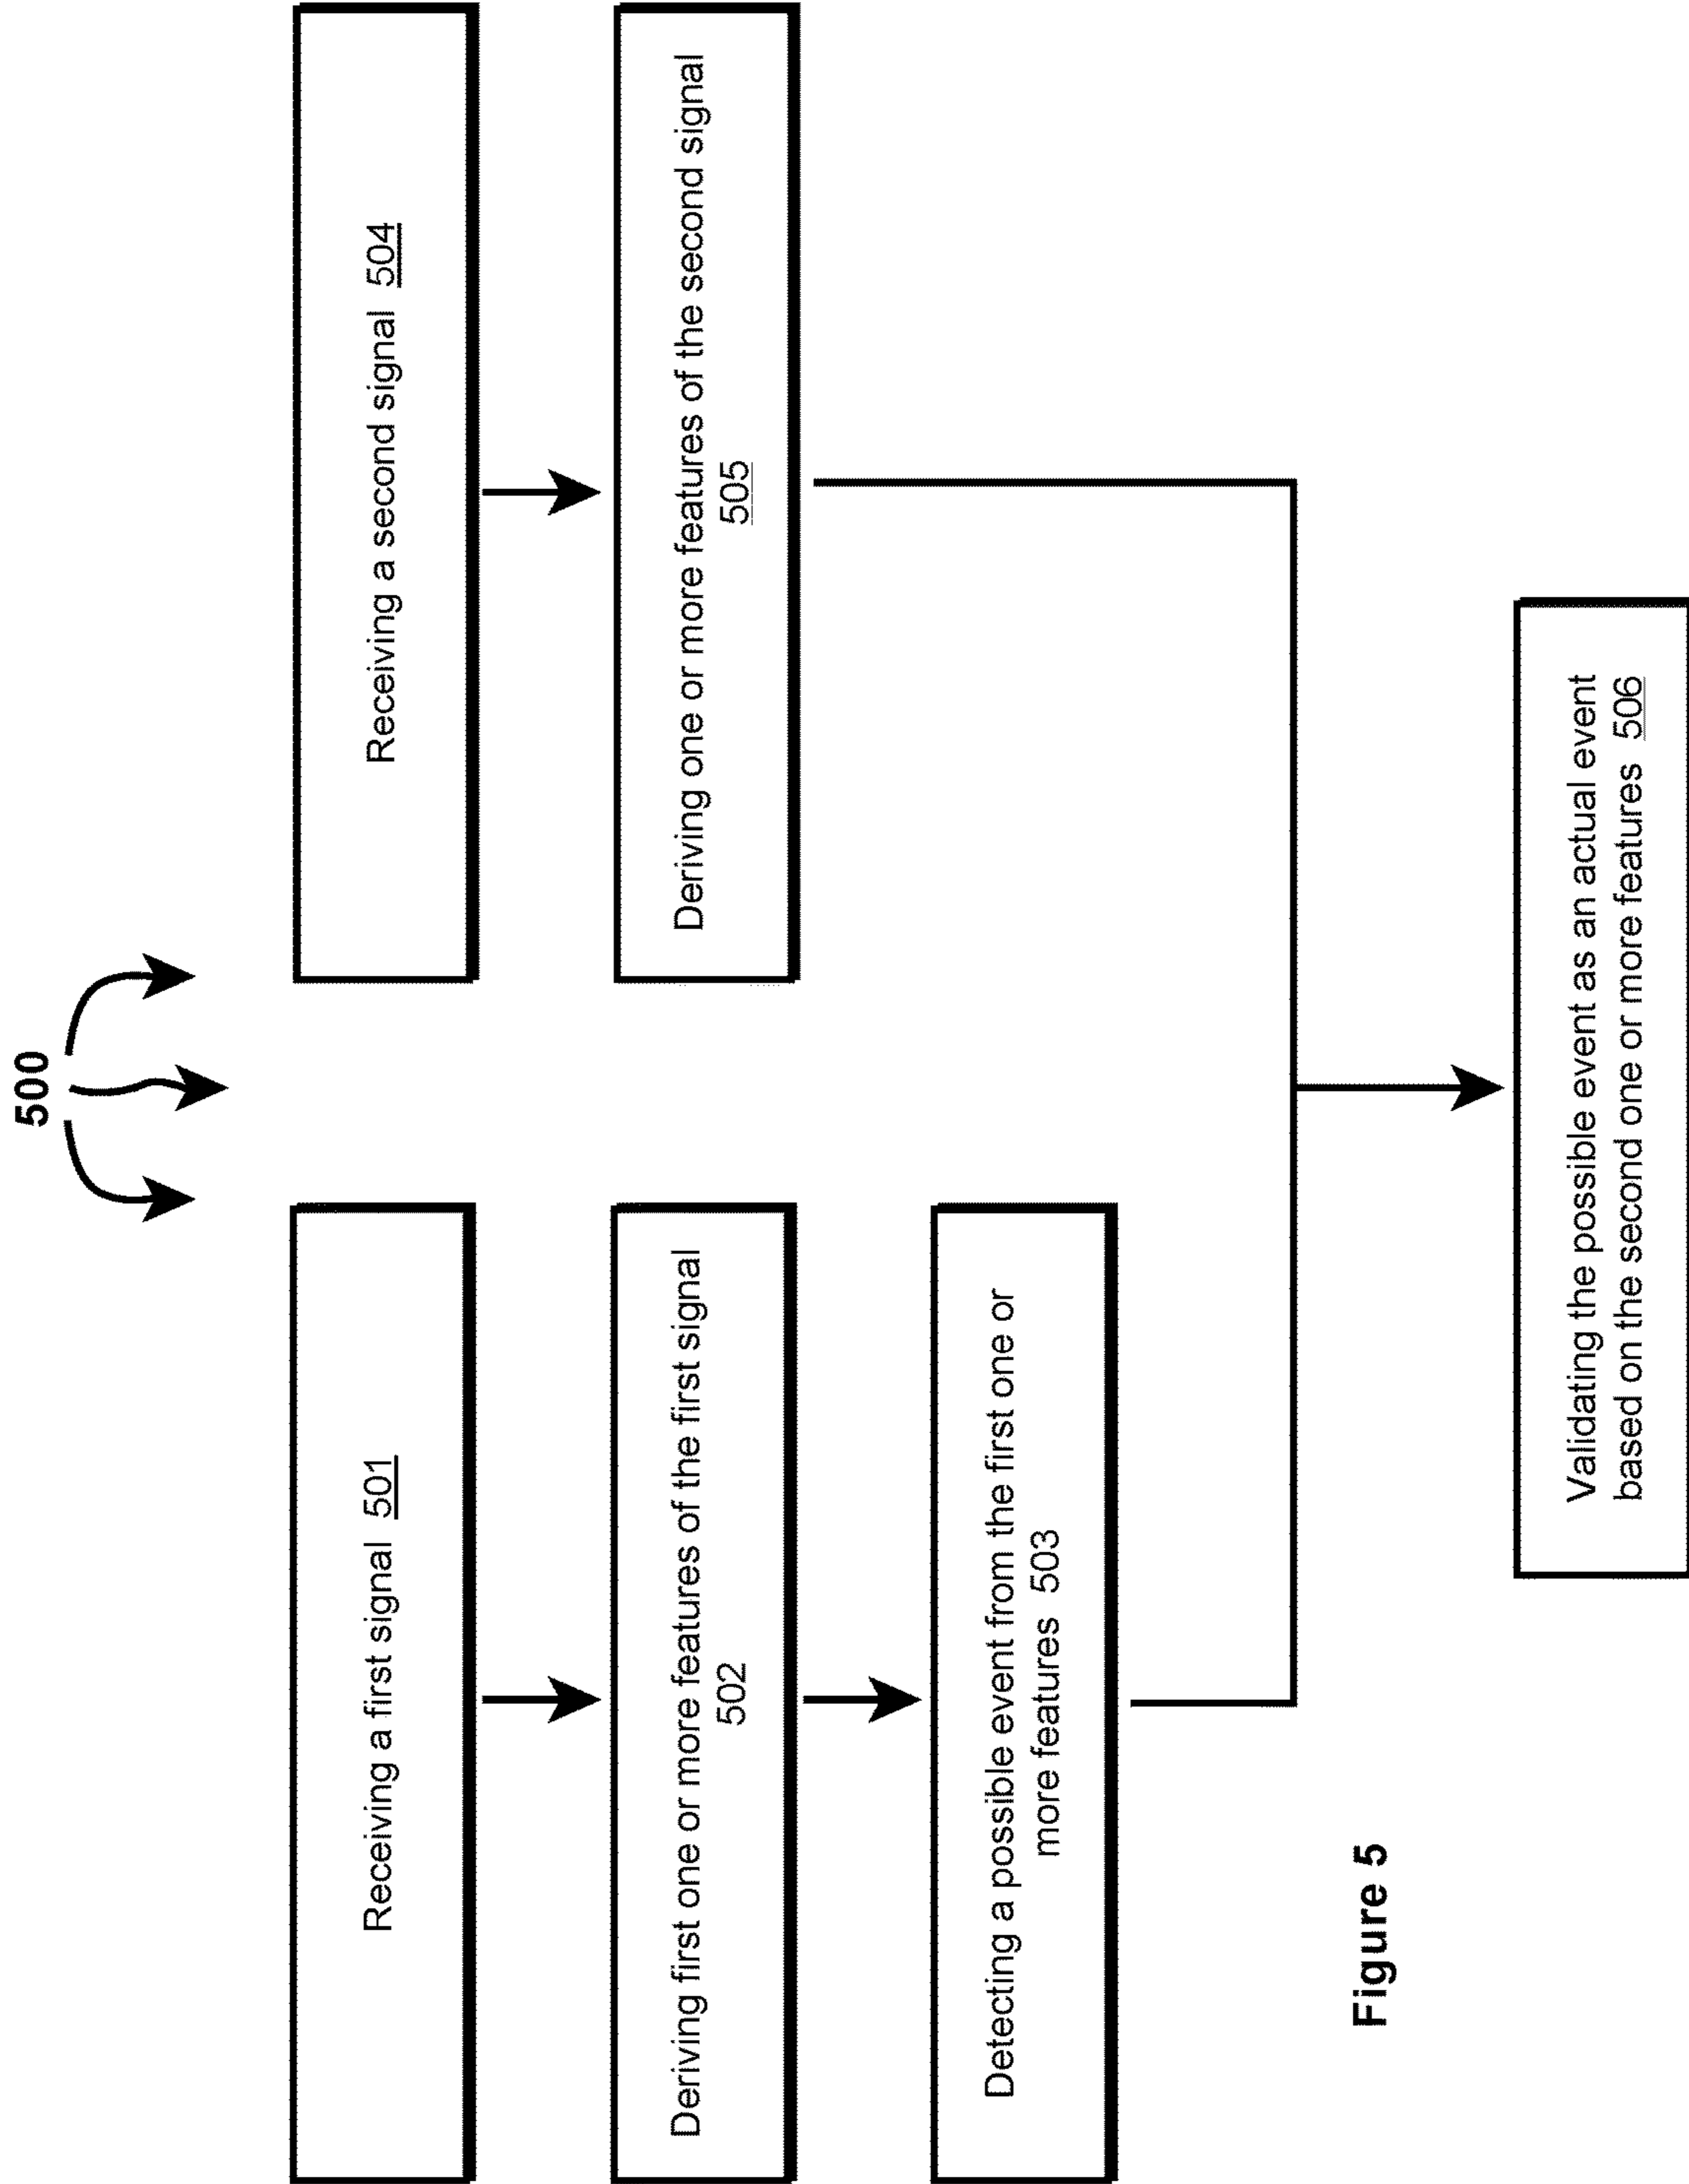 500
Receiving a first signal 501
Deriving first one or more features of the first signal
502
Detecting a possible event from the first one or
more features 503
Receiving a second signal 504
Deriving one or more features of the second signal
505
Validating the possible event as an actual event
based on the second one or more features 506
Figure 5